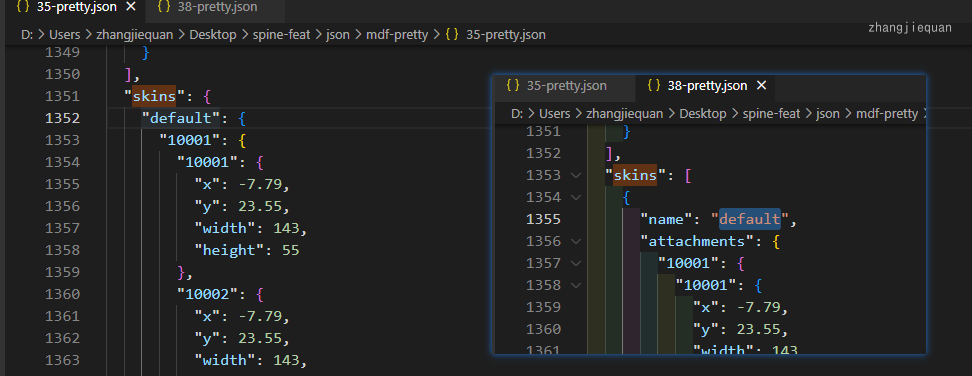 {} 35-pretty.json × {} 38-pretty.json
D: > Users > zhangjiequan > Desktop > spine-feat > json > mdf-pretty > {} 35-pretty.json
zhangjiequan
1349 }
1350 ],
1351 "skins": {
1352 "default": {
1353 "10001": {
1354 "10001": {
1355 "x": -7.79,
1356 "y": 23.55,
1357 "width": 143,
1358 "height": 55
1359 },
1360 "10002": {
1361 "x": -7.79,
1362 "y": 23.55,
1363 "width": 143,
{} 35-pretty.json {} 38-pretty.json ×
D: > Users > zhangjiequan > Desktop > spine-feat > json > mdf-pretty >
1351 }
1352 ],
1353 "skins": [
1354 {
1355 "name": "default",
1356 "attachments": {
1357 "10001": {
1358 "10001": {
1359 "x": -7.79,
1360 "y": 23.55,
1361 "width": 143